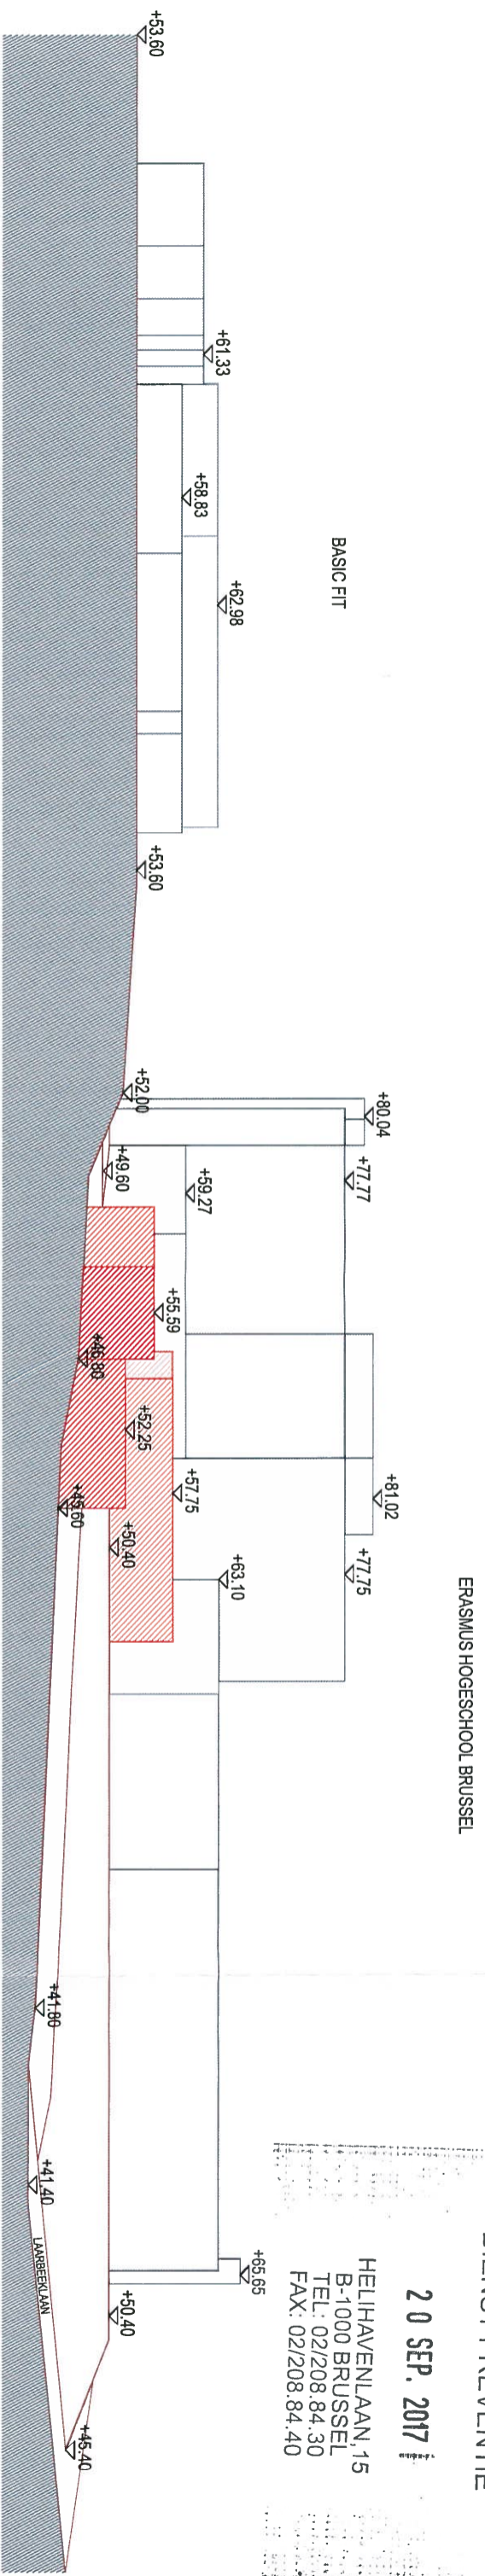 DIENST PREVENTIE
20 SEP. 2017
HELIHAVENLAAN,15
B-1000 BRUSSEL
TEL: 02/208.84.30
FAX: 02/208.84.40
ERASMUS HOGESCHOOL BRUSSEL
BASIC FIT
+53.60
+61.33
+58.83
+62.98
+53.60
+52.00
+80.04
+49.60
+77.77
+59.27
+55.59
+46.80
+52.25
+81.02
+57.75
+45.60
+50.40
+77.75
+63.10
+41.80
+41.40
LAARBEEKLAAN
+65.65
+50.40
+45.40